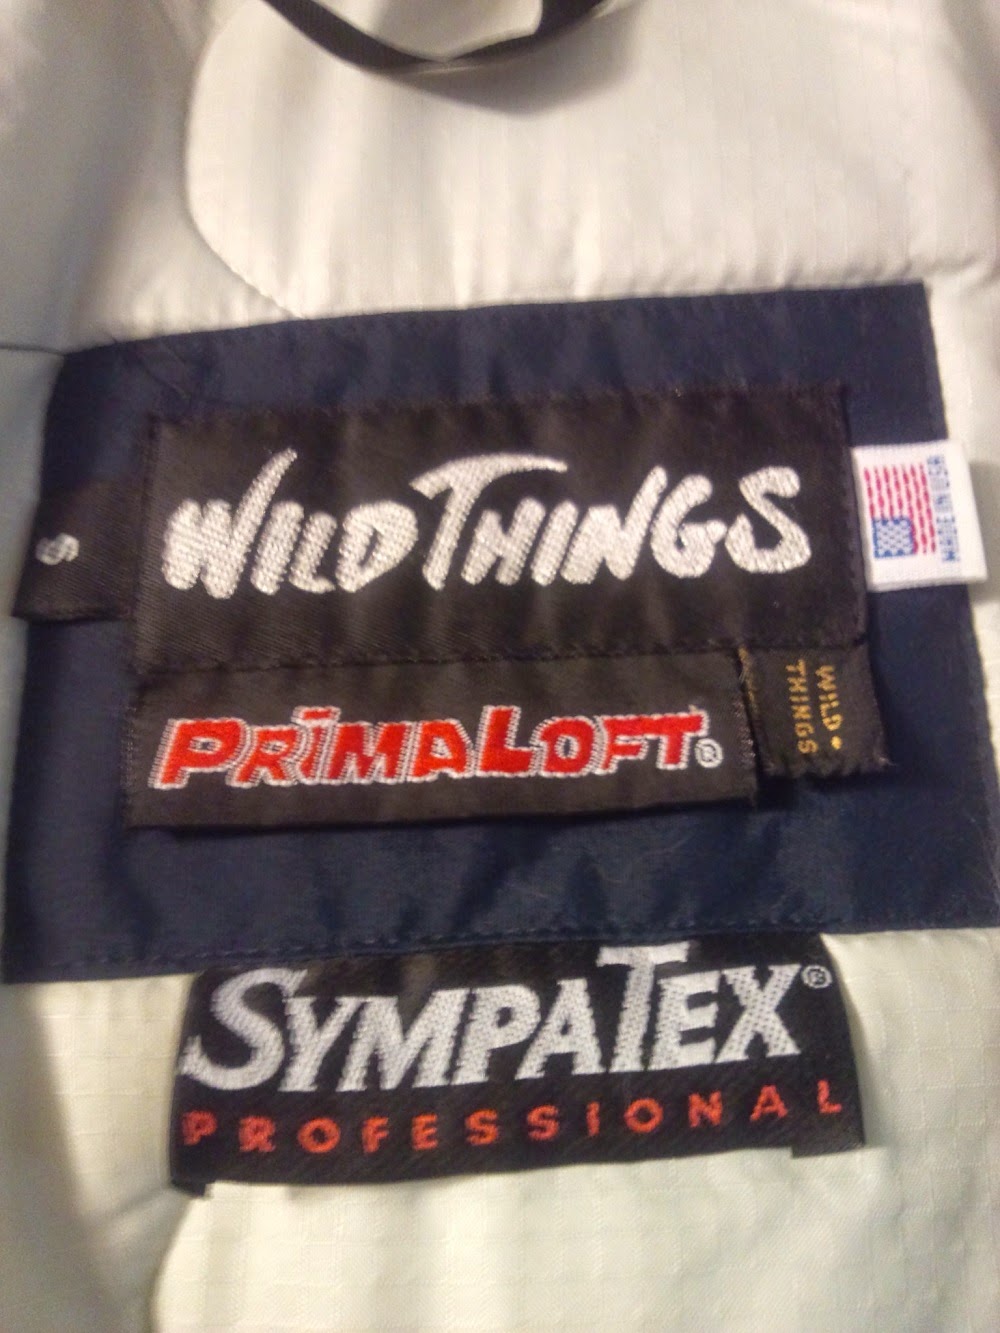 WILD THINGS
S
MADE IN USA
PRIMALOFT®
WILD •
THINGS
SYMPATEX®
PROFESSIONAL